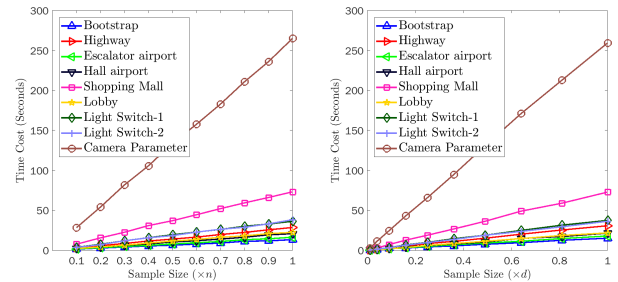 300
250
200
150
100
50
0
Time Cost (Seconds)
Bootstrap
Highway
Escalator airport
Hall airport
Shopping Mall
Lobby
Light Switch-1
Light Switch-2
Camera Parameter
0.1 0.2 0.3 0.4 0.5 0.6 0.7 0.8 0.9 1
Sample Size (×n)
300
250
200
150
100
50
0
Time Cost (Seconds)
Bootstrap
Highway
Escalator airport
Hall airport
Shopping Mall
Lobby
Light Switch-1
Light Switch-2
Camera Parameter
0 0.2 0.4 0.6 0.8 1
Sample Size (×d)